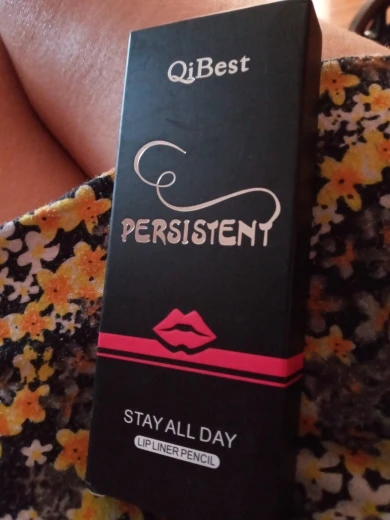 QiBest
PERSISTENT
STAY ALL DAY
LIP LINER PENCIL